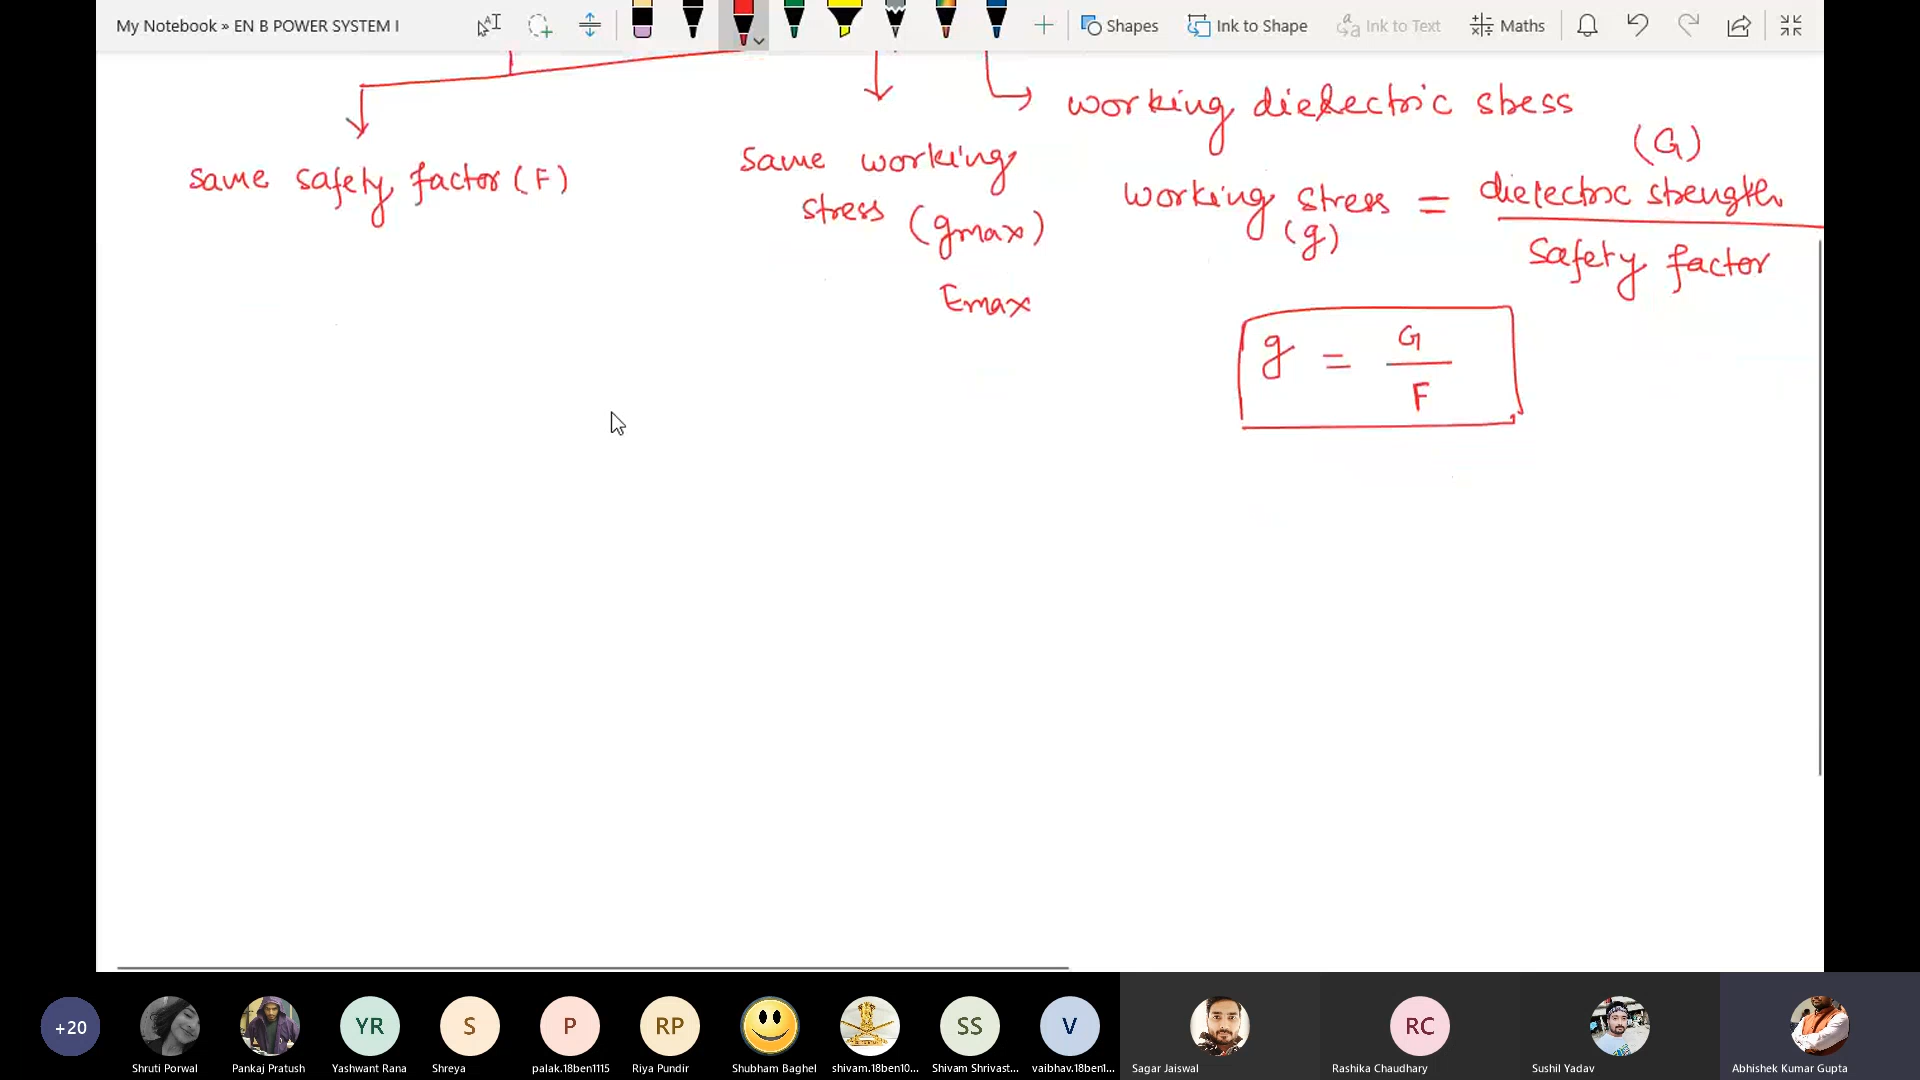 My Notebook » EN B POWER SYSTEM I
Shapes
Ink to Shape
Ink to Text
Maths
working dielectric stess
same safety factor (F)
same working
stress (gmax)
Emax
(G)
working stress = dielectric strength
(g)
Safety factor
g = G
F
+20
YR
S
P
RP
SS
V
RC
Shruti Porwal
Pankaj Pratush
Yashwant Rana
Shreya
palak.18ben1115
Riya Pundir
Shubham Baghel
shivam.18ben10...
Shivam Shrivast...
vaibhav.18ben1...
Sagar Jaiswal
Rashika Chaudhary
Sushil Yadav
Abhishek Kumar Gupta